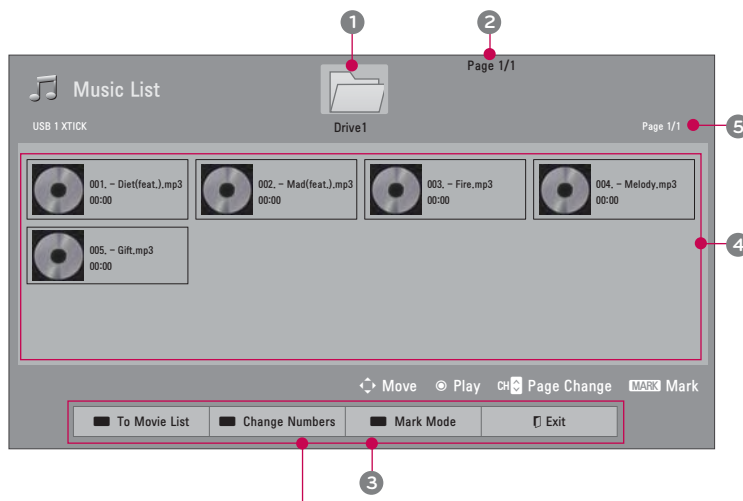 1
2
Page 1/1
Music List
Drive1
USB 1 XTICK
Page 1/1
5
001. - Diet(feat.).mp3
00:00
002. - Mad(feat.).mp3
00:00
003. - Fire.mp3
00:00
004. - Melody.mp3
00:00
4
005. - Gift.mp3
00:00
Move
Play
CH Page Change
MARK Mark
To Movie List
Change Numbers
Mark Mode
Exit
3